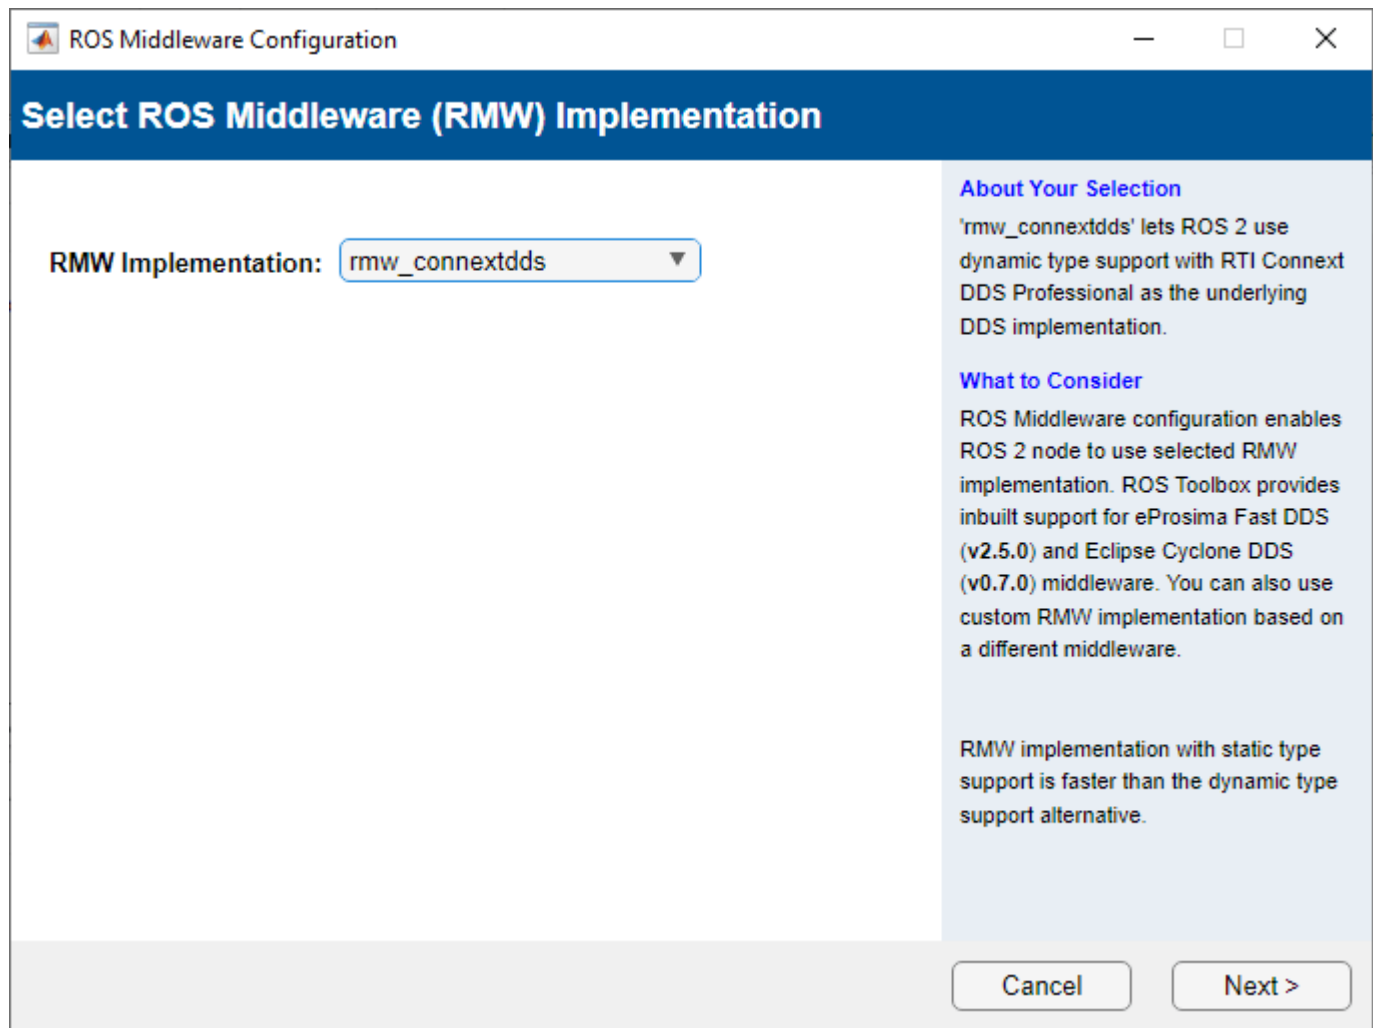 ROS Middleware Configuration
Select ROS Middleware (RMW) Implementation
RMW Implementation: rmw_connextdds
About Your Selection
'rmw_connextdds' lets ROS 2 use
dynamic type support with RTI Connext
DDS Professional as the underlying
DDS implementation.
What to Consider
ROS Middleware configuration enables
ROS 2 node to use selected RMW
implementation. ROS Toolbox provides
inbuilt support for eProsima Fast DDS
(v2.5.0) and Eclipse Cyclone DDS
(v0.7.0) middleware. You can also use
custom RMW implementation based on
a different middleware.
RMW implementation with static type
support is faster than the dynamic type
support alternative.
Cancel
Next >